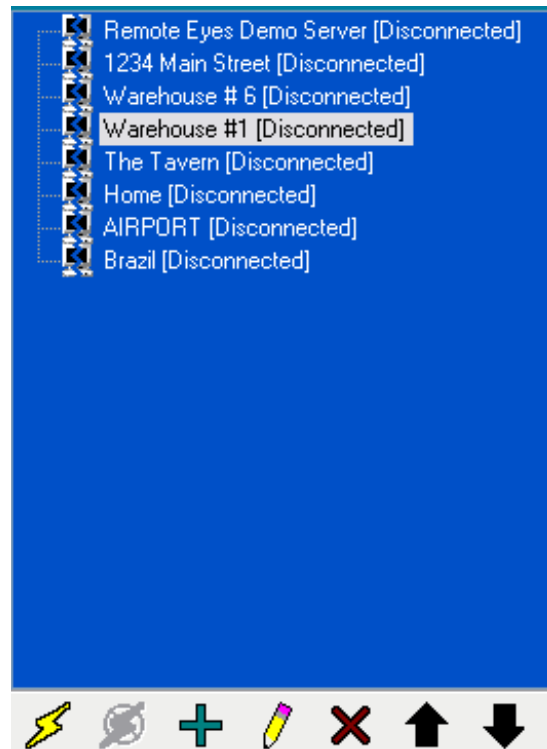 Remote Eyes Demo Server [Disconnected]
1234 Main Street [Disconnected]
Warehouse # 6 [Disconnected]
Warehouse #1 [Disconnected]
The Tavern [Disconnected]
Home [Disconnected]
AIRPORT [Disconnected]
Brazil [Disconnected]